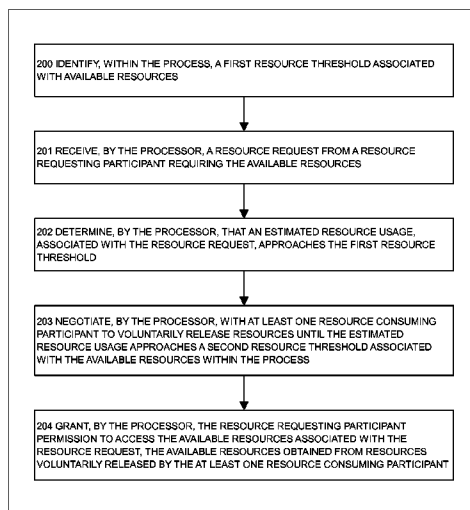 200 IDENTIFY, WITHIN THE PROCESS, A FIRST RESOURCE THRESHOLD ASSOCIATED
WITH AVAILABLE RESOURCES
201 RECEIVE, BY THE PROCESSOR, A RESOURCE REQUEST FROM A RESOURCE
REQUESTING PARTICIPANT REQUIRING THE AVAILABLE RESOURCES
202 DETERMINE, BY THE PROCESSOR, THAT AN ESTIMATED RESOURCE USAGE,
ASSOCIATED WITH THE RESOURCE REQUEST, APPROACHES THE FIRST RESOURCE
THRESHOLD
203 NEGOTIATE, BY THE PROCESSOR, WITH AT LEAST ONE RESOURCE CONSUMING
PARTICIPANT TO VOLUNTARILY RELEASE RESOURCES UNTIL THE ESTIMATED
RESOURCE USAGE APPROACHES A SECOND RESOURCE THRESHOLD ASSOCIATED
WITH THE AVAILABLE RESOURCES WITHIN THE PROCESS
204 GRANT, BY THE PROCESSOR, THE RESOURCE REQUESTING PARTICIPANT
PERMISSION TO ACCESS THE AVAILABLE RESOURCES ASSOCIATED WITH THE
RESOURCE REQUEST, THE AVAILABLE RESOURCES OBTAINED FROM RESOURCES
VOLUNTARILY RELEASED BY THE AT LEAST ONE RESOURCE CONSUMING PARTICIPANT